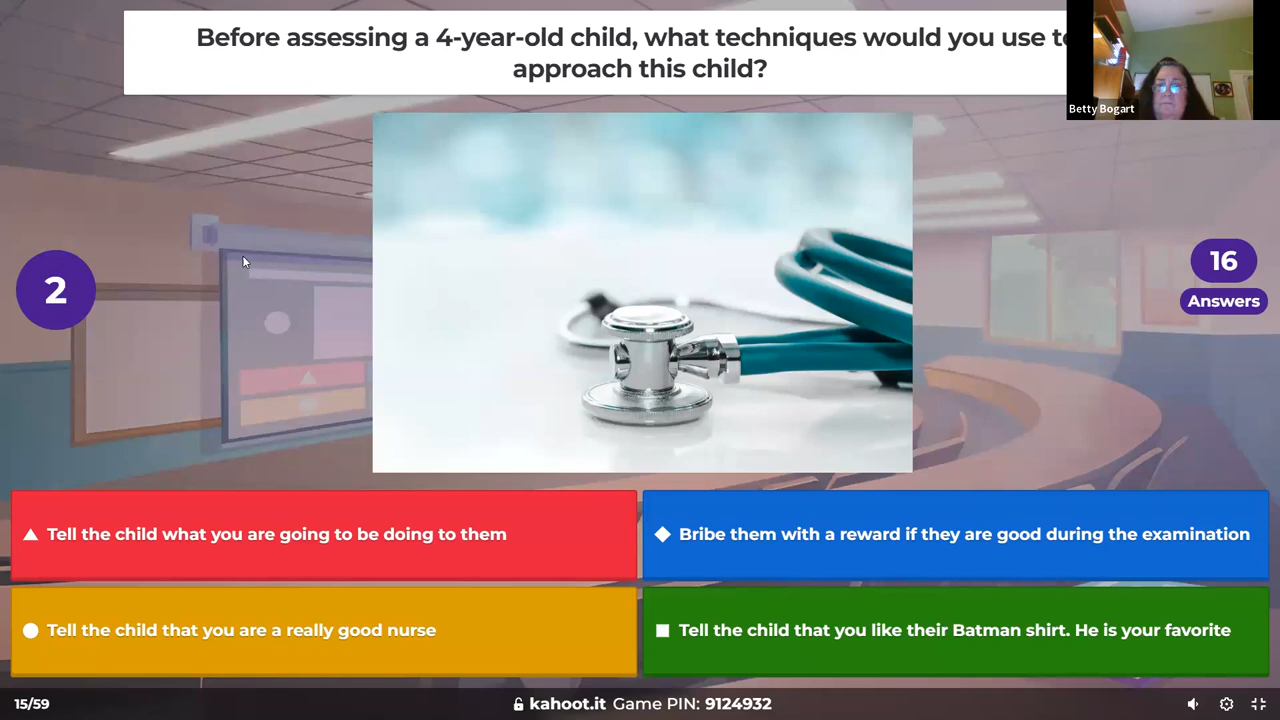 Before assessing a 4-year-old child, what techniques would you use
approach this child?
Betty Bogart
2
16
Answers
Tell the child what you are going to be doing to them
Bribe them with a reward if they are good during the examination
Tell the child that you are a really good nurse
Tell the child that you like their Batman shirt. He is your favorite
15/59
kahoot.it Game PIN: 9124932